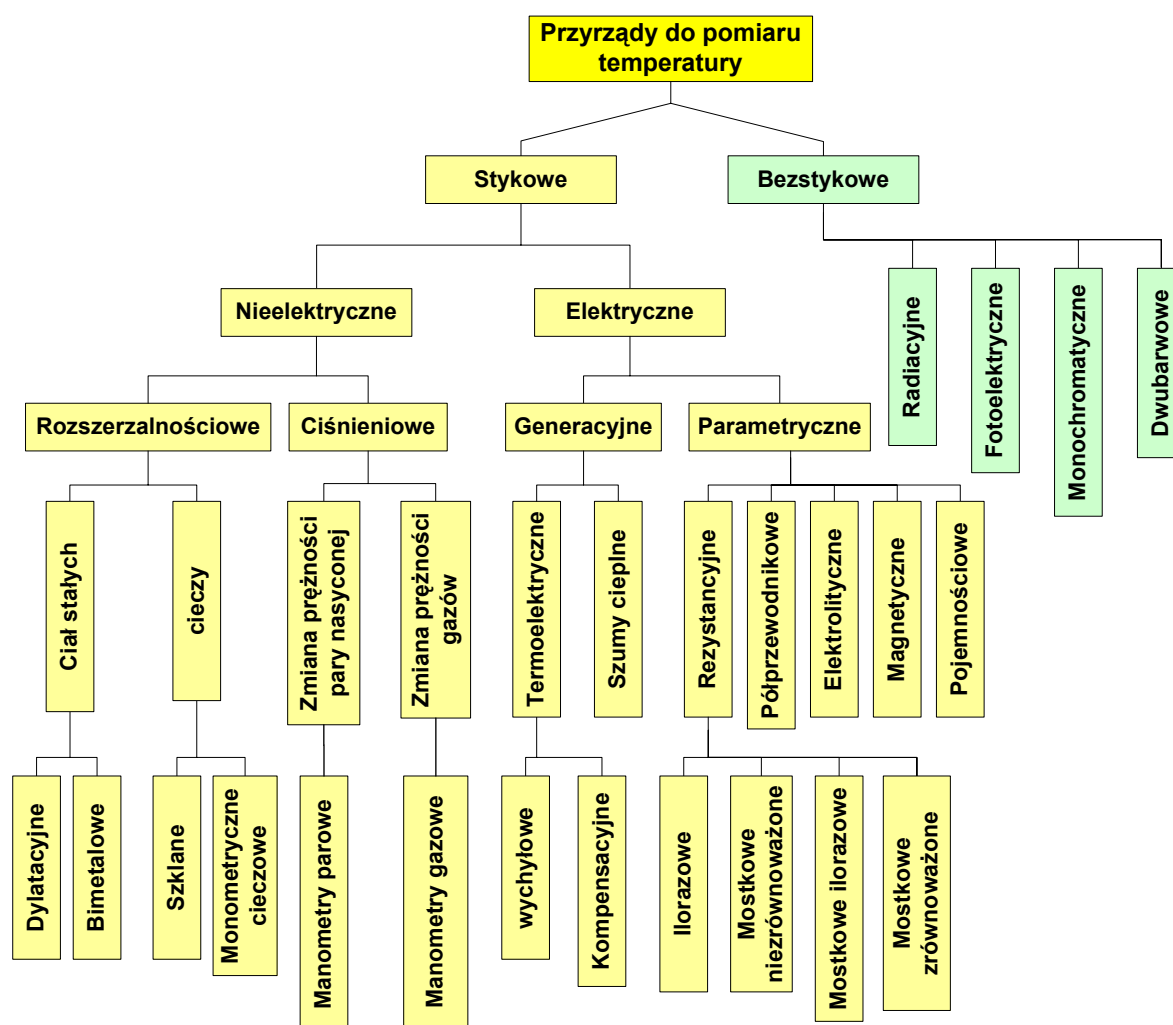 Przyrządy do pomiaru
temperatury
Stykowe
Bezstykowe
Nieelektryczne
Elektryczne
Radiacyjne
Fotoelektryczne
Monochromatyczne
Dwubarwowe
Rozszerzalnościowe
Ciśnieniowe
Generacyjne
Parametryczne
Ciał stałych
cieczy
Zmiana prężności
pary nasyconej
Zmiana prężności
gazów
Termoelektryczne
Szumy cieplne
Rezystancyjne
Półprzewodnikowe
Elektrolityczne
Magnetyczne
Pojemnościowe
Dylatacyjne
Bimetalowe
Szklane
Monometryczne
cieczowe
Manometry parowe
Manometry gazowe
wychyłowe
Kompensacyjne
Ilorazowe
Mostkowe
niezrównoważone
Mostkowe ilorazowe
Mostkowe
zrównoważone